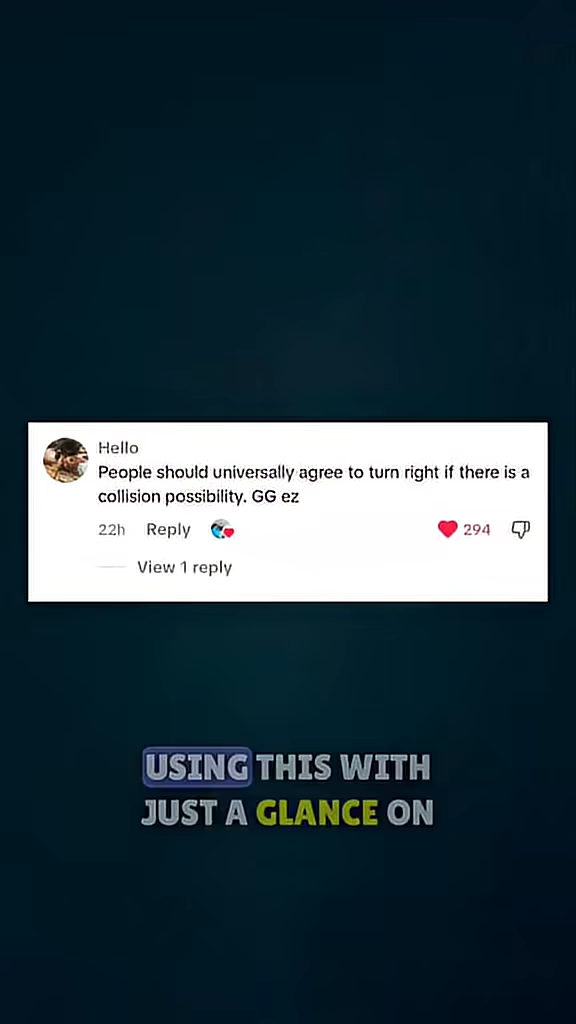 Hello
People should universally agree to turn right if there is a
collision possibility. GG ez
22h Reply 294
View 1 reply
USING THIS WITH
JUST A GLANCE ON